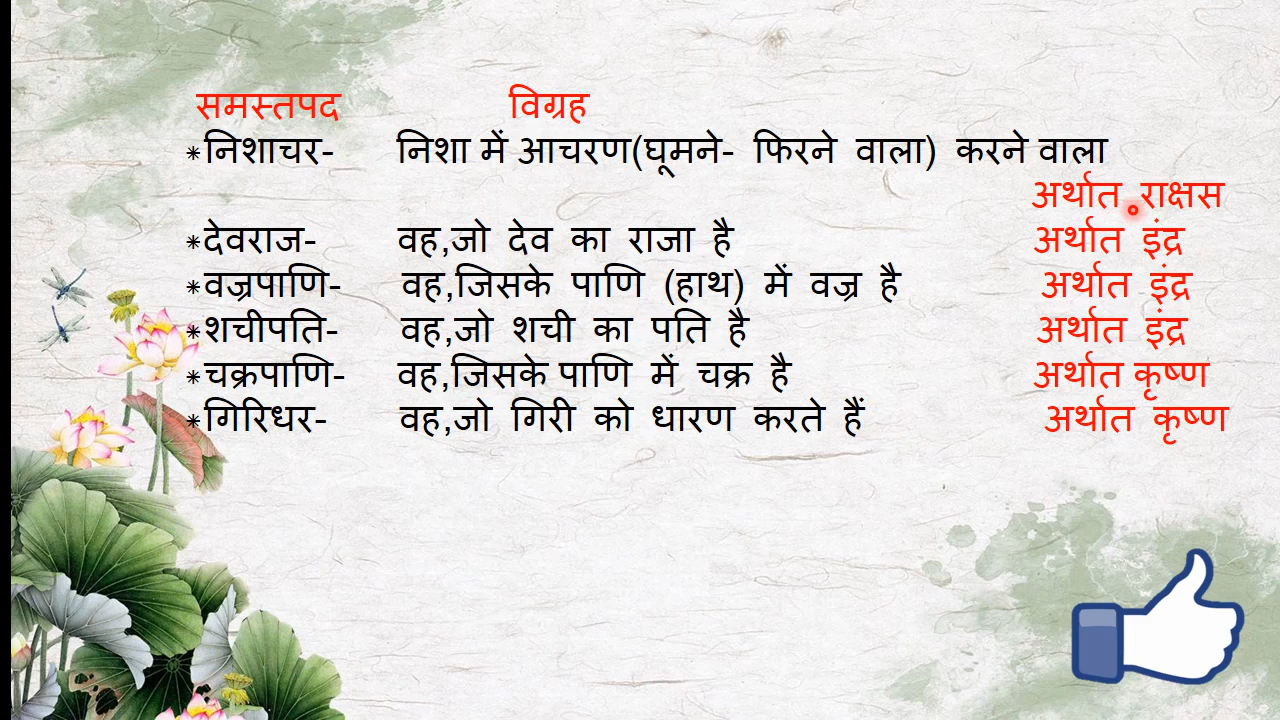 समस्तपद विग्रह
*निशाचर- निशा में आचरण(घूमने- फिरने वाला) करने वाला
अर्थात राक्षस
*देवराज- वह,जो देव का राजा है अर्थात इंद्र
*वज्रपाणि- वह,जिसके पाणि (हाथ) में वज्र है अर्थात इंद्र
*शचीपति- वह,जो शची का पति है अर्थात इंद्र
*चक्रपाणि- वह,जिसके पाणि में चक्र है अर्थात कृष्ण
*गिरिधर- वह,जो गिरी को धारण करते हैं अर्थात कृष्ण